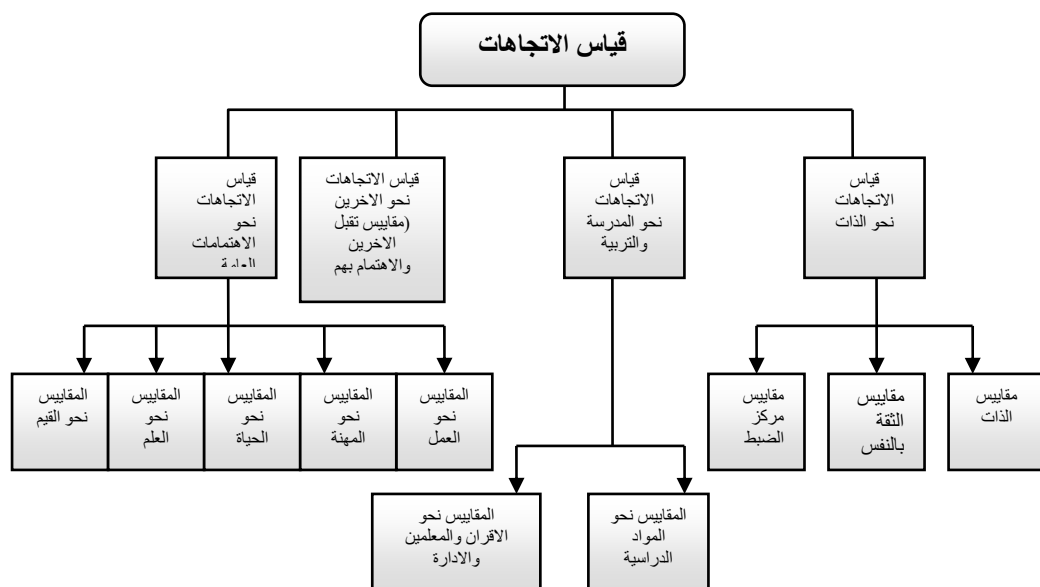 قياس الاتجاهات
قياس
الاتجاهات
نحو الذات
قياس
الاتجاهات
نحو المدرسة
والتربية
قياس الاتجاهات
نحو الاخرين
(مقاييس تقبل
الاخرين
والاهتمام بهم
قياس
الاتجاهات
نحو
الاهتمامات
العامة
مقاييس
الذات
مقاييس
الثقة
بالنفس
مقاييس
مركز
الضبط
المقاييس
نحو
العمل
المقاييس
نحو
المهنة
المقاييس
نحو
الحياة
المقاييس
نحو
العلم
المقاييس
نحو القيم
المقاييس نحو
المواد
الدراسية
المقاييس نحو
الاقران والمعلمين
والادارة